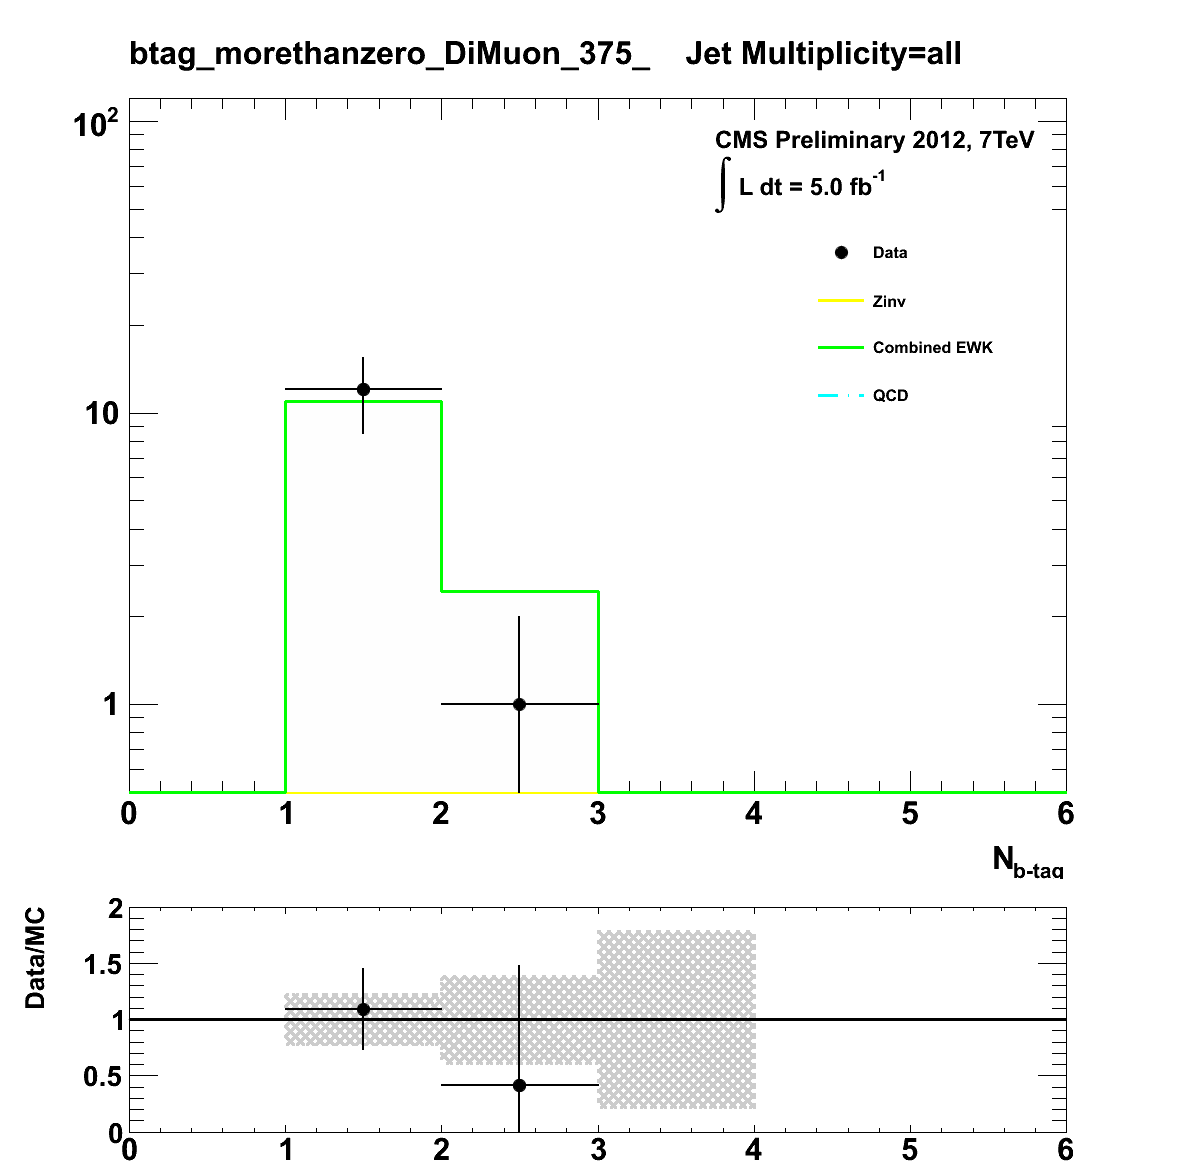 btag_morethanzero_DiMuon_375_ Jet Multiplicity=all
10²
CMS Preliminary 2012, 7TeV
∫ L dt = 5.0 fb⁻¹
Data
Zinv
Combined EWK
QCD
10
1
0 1 2 3 4 5 6
N_b-tag
Data/MC
2
1.5
1
0.5
0
0 1 2 3 4 5 6